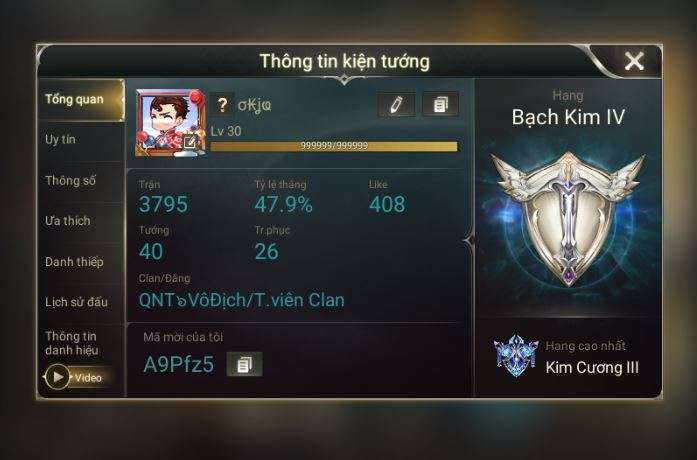 Thông tin kiện tướng
Tổng quan
Uy tín
Thông số
Ưa thích
Danh thiếp
Lịch sử đấu
Thông tin
danh hiệu
Video
?
Lv 30
999999/999999
Trận Tỷ lệ thắng Like
3795 47.9% 408
Tướng Tr.phục
40 26
Clan/Đẳng
QNTঌVôĐịch/T.viên Clan
Mã mời của tôi
A9Pfz5
Hạng
Bạch Kim IV
Hạng cao nhất
Kim Cương III